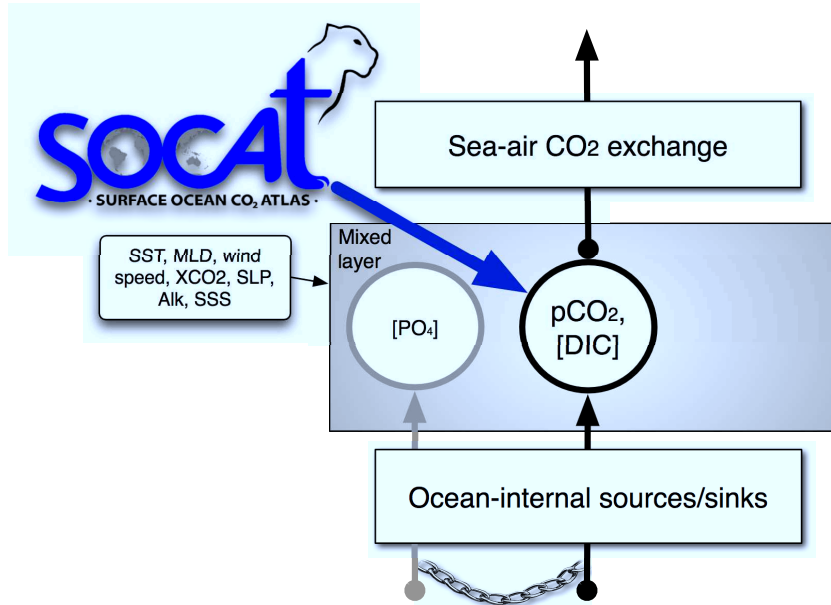 SOCAt
· SURFACE OCEAN CO₂ ATLAS ·
Sea-air CO₂ exchange
SST, MLD, wind
speed, XCO2, SLP,
Alk, SSS
Mixed
layer
[PO₄]
pCO₂,
[DIC]
Ocean-internal sources/sinks